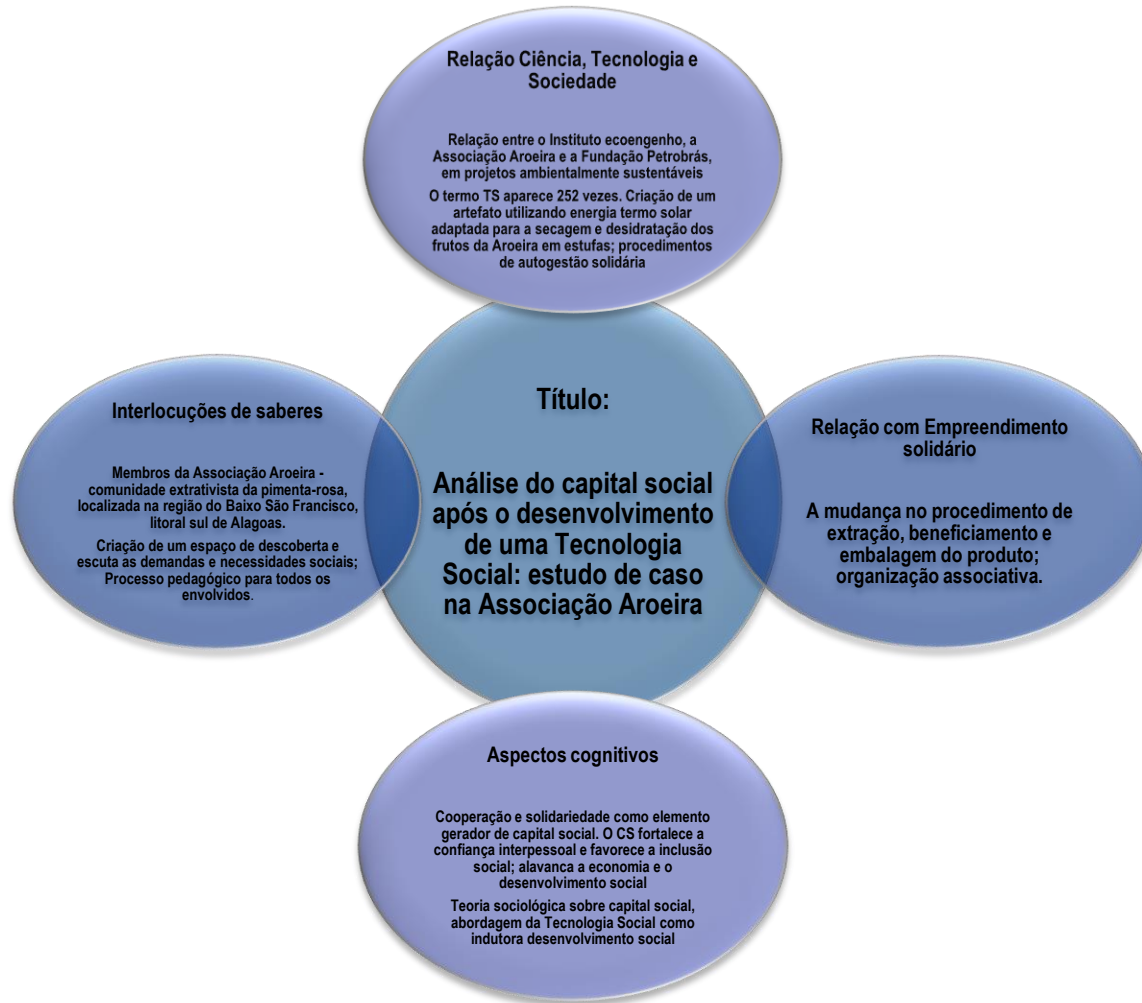 Relação Ciência, Tecnologia e
Sociedade
Relação entre o Instituto ecoengenho, a
Associação Aroeira e a Fundação Petrobrás,
em projetos ambientalmente sustentáveis
O termo TS aparece 252 vezes. Criação de um
artefato utilizando energia termo solar
adaptada para a secagem e desidratação dos
frutos da Aroeira em estufas; procedimentos
de autogestão solidária
Interlocuções de saberes
Membros da Associação Aroeira -
comunidade extrativista da pimenta-rosa,
localizada na região do Baixo São Francisco,
litoral sul de Alagoas.
Criação de um espaço de descoberta e
escuta as demandas e necessidades sociais;
Processo pedagógico para todos os
envolvidos.
Título:
Análise do capital social
após o desenvolvimento
de uma Tecnologia
Social: estudo de caso
na Associação Aroeira
Relação com Empreendimento
solidário
A mudança no procedimento de
extração, beneficiamento e
embalagem do produto;
organização associativa.
Aspectos cognitivos
Cooperação e solidariedade como elemento
gerador de capital social. O CS fortalece a
confiança interpessoal e favorece a inclusão
social; alavanca a economia e o
desenvolvimento social
Teoria sociológica sobre capital social,
abordagem da Tecnologia Social como
indutora desenvolvimento social